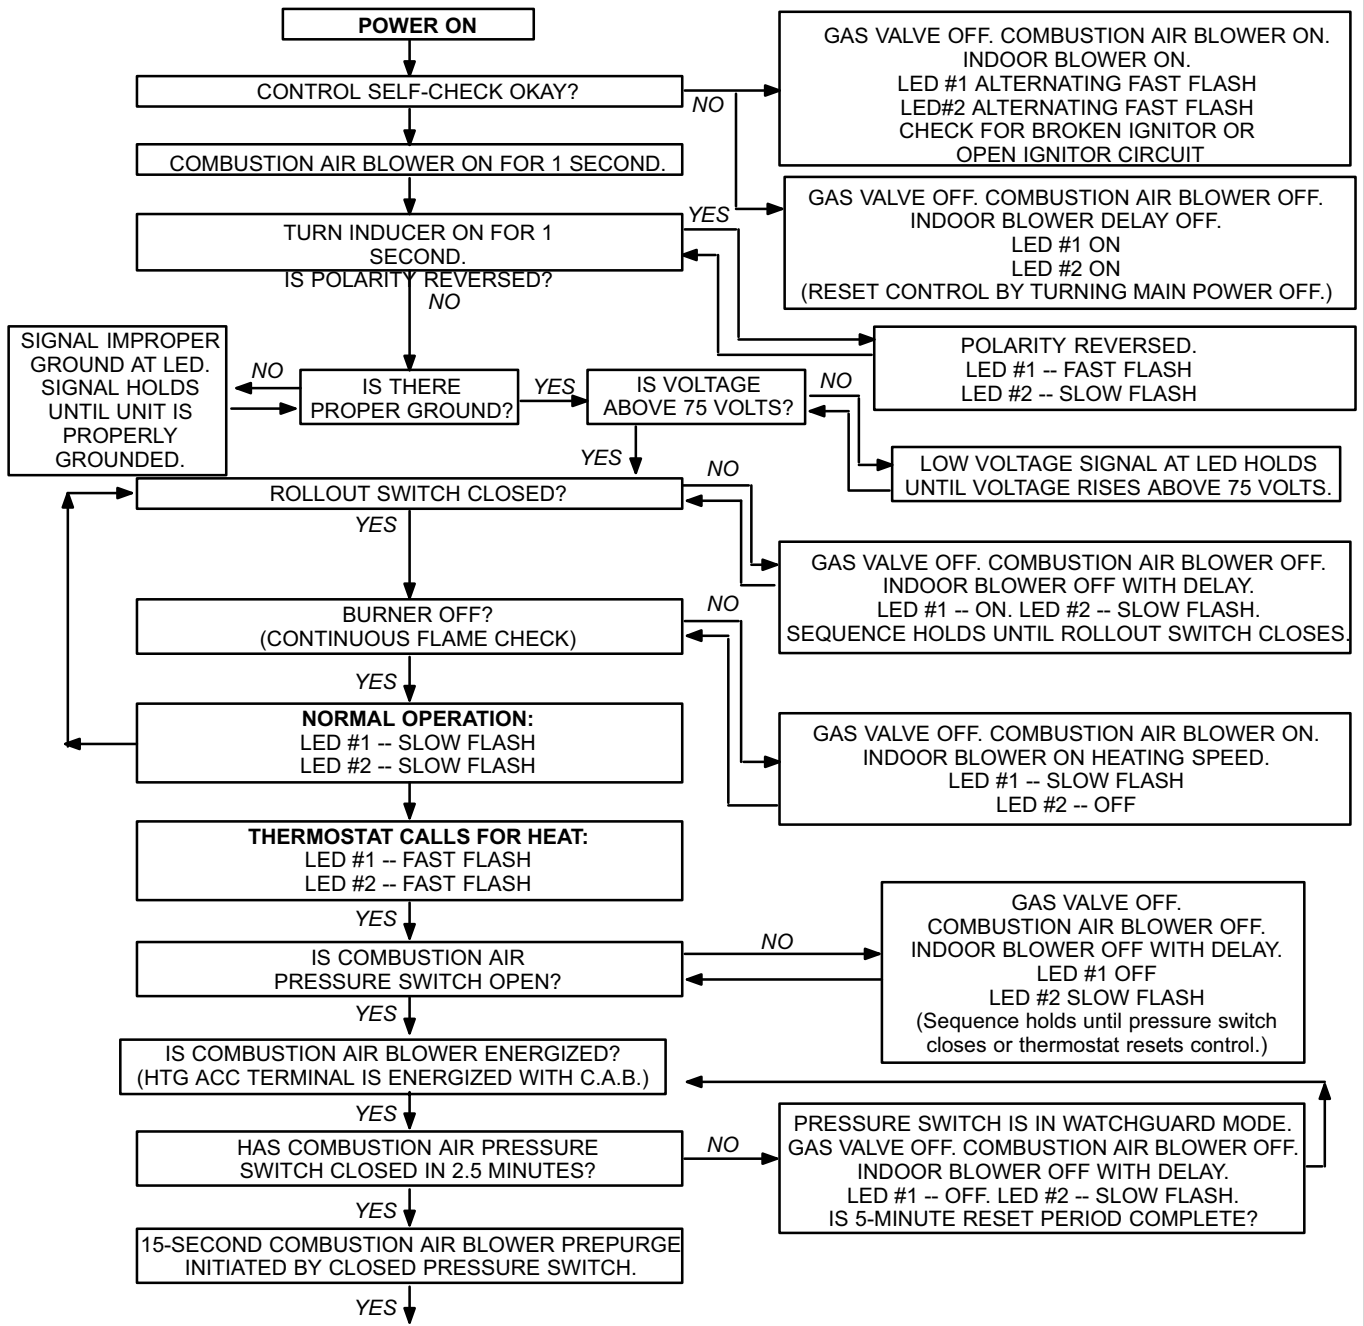 POWER ON
GAS VALVE OFF. COMBUSTION AIR BLOWER ON.
INDOOR BLOWER ON.
LED #1 ALTERNATING FAST FLASH
LED#2 ALTERNATING FAST FLASH
CHECK FOR BROKEN IGNITOR OR
OPEN IGNITOR CIRCUIT
CONTROL SELF-CHECK OKAY?
NO
COMBUSTION AIR BLOWER ON FOR 1 SECOND.
GAS VALVE OFF. COMBUSTION AIR BLOWER OFF.
INDOOR BLOWER DELAY OFF.
LED #1 ON
LED #2 ON
(RESET CONTROL BY TURNING MAIN POWER OFF.)
YES
TURN INDUCER ON FOR 1
SECOND.
IS POLARITY REVERSED?
NO
POLARITY REVERSED.
LED #1 -- FAST FLASH
LED #2 -- SLOW FLASH
SIGNAL IMPROPER
GROUND AT LED.
SIGNAL HOLDS
UNTIL UNIT IS
PROPERLY
GROUNDED.
NO
IS THERE
PROPER GROUND?
YES
IS VOLTAGE
ABOVE 75 VOLTS?
NO
YES
LOW VOLTAGE SIGNAL AT LED HOLDS
UNTIL VOLTAGE RISES ABOVE 75 VOLTS.
ROLLOUT SWITCH CLOSED?
NO
YES
GAS VALVE OFF. COMBUSTION AIR BLOWER OFF.
INDOOR BLOWER OFF WITH DELAY.
LED #1 -- ON. LED #2 -- SLOW FLASH.
SEQUENCE HOLDS UNTIL ROLLOUT SWITCH CLOSES.
BURNER OFF?
(CONTINUOUS FLAME CHECK)
NO
YES
NORMAL OPERATION:
LED #1 -- SLOW FLASH
LED #2 -- SLOW FLASH
GAS VALVE OFF. COMBUSTION AIR BLOWER ON.
INDOOR BLOWER ON HEATING SPEED.
LED #1 -- SLOW FLASH
LED #2 -- OFF
THERMOSTAT CALLS FOR HEAT:
LED #1 -- FAST FLASH
LED #2 -- FAST FLASH
YES
IS COMBUSTION AIR
PRESSURE SWITCH OPEN?
NO
GAS VALVE OFF.
COMBUSTION AIR BLOWER OFF.
INDOOR BLOWER OFF WITH DELAY.
LED #1 OFF
LED #2 SLOW FLASH
(Sequence holds until pressure switch
closes or thermostat resets control.)
YES
IS COMBUSTION AIR BLOWER ENERGIZED?
(HTG ACC TERMINAL IS ENERGIZED WITH C.A.B.)
YES
HAS COMBUSTION AIR PRESSURE
SWITCH CLOSED IN 2.5 MINUTES?
NO
PRESSURE SWITCH IS IN WATCHGUARD MODE.
GAS VALVE OFF. COMBUSTION AIR BLOWER OFF.
INDOOR BLOWER OFF WITH DELAY.
LED #1 -- OFF. LED #2 -- SLOW FLASH.
IS 5-MINUTE RESET PERIOD COMPLETE?
YES
15-SECOND COMBUSTION AIR BLOWER PREPURGE
INITIATED BY CLOSED PRESSURE SWITCH.
YES